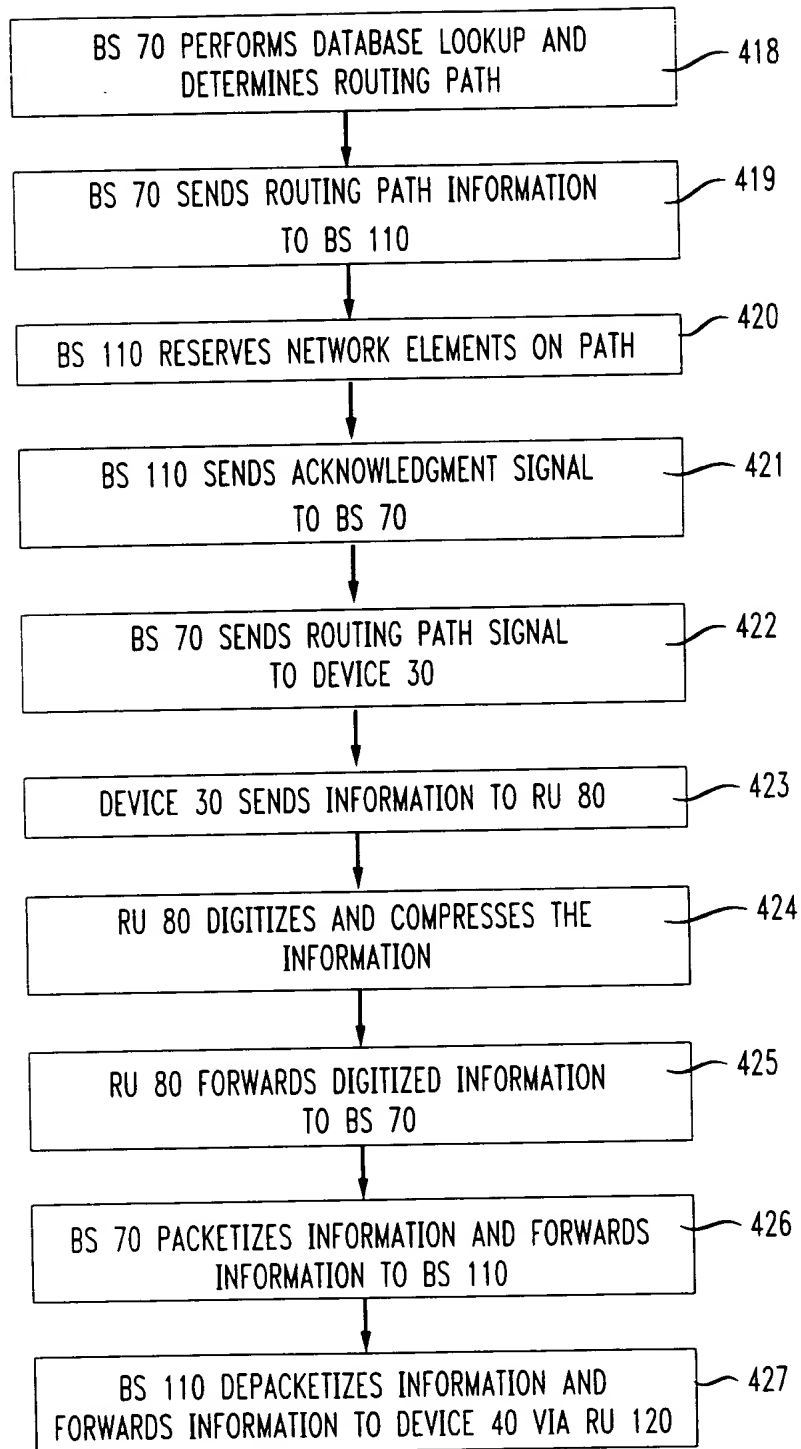 BS 70 PERFORMS DATABASE LOOKUP AND
DETERMINES ROUTING PATH
418
BS 70 SENDS ROUTING PATH INFORMATION
TO BS 110
419
BS 110 RESERVES NETWORK ELEMENTS ON PATH
420
BS 110 SENDS ACKNOWLEDGMENT SIGNAL
TO BS 70
421
BS 70 SENDS ROUTING PATH SIGNAL
TO DEVICE 30
422
DEVICE 30 SENDS INFORMATION TO RU 80
423
RU 80 DIGITIZES AND COMPRESSES THE
INFORMATION
424
RU 80 FORWARDS DIGITIZED INFORMATION
TO BS 70
425
BS 70 PACKETIZES INFORMATION AND FORWARDS
INFORMATION TO BS 110
426
BS 110 DEPACKETIZES INFORMATION AND
FORWARDS INFORMATION TO DEVICE 40 VIA RU 120
427